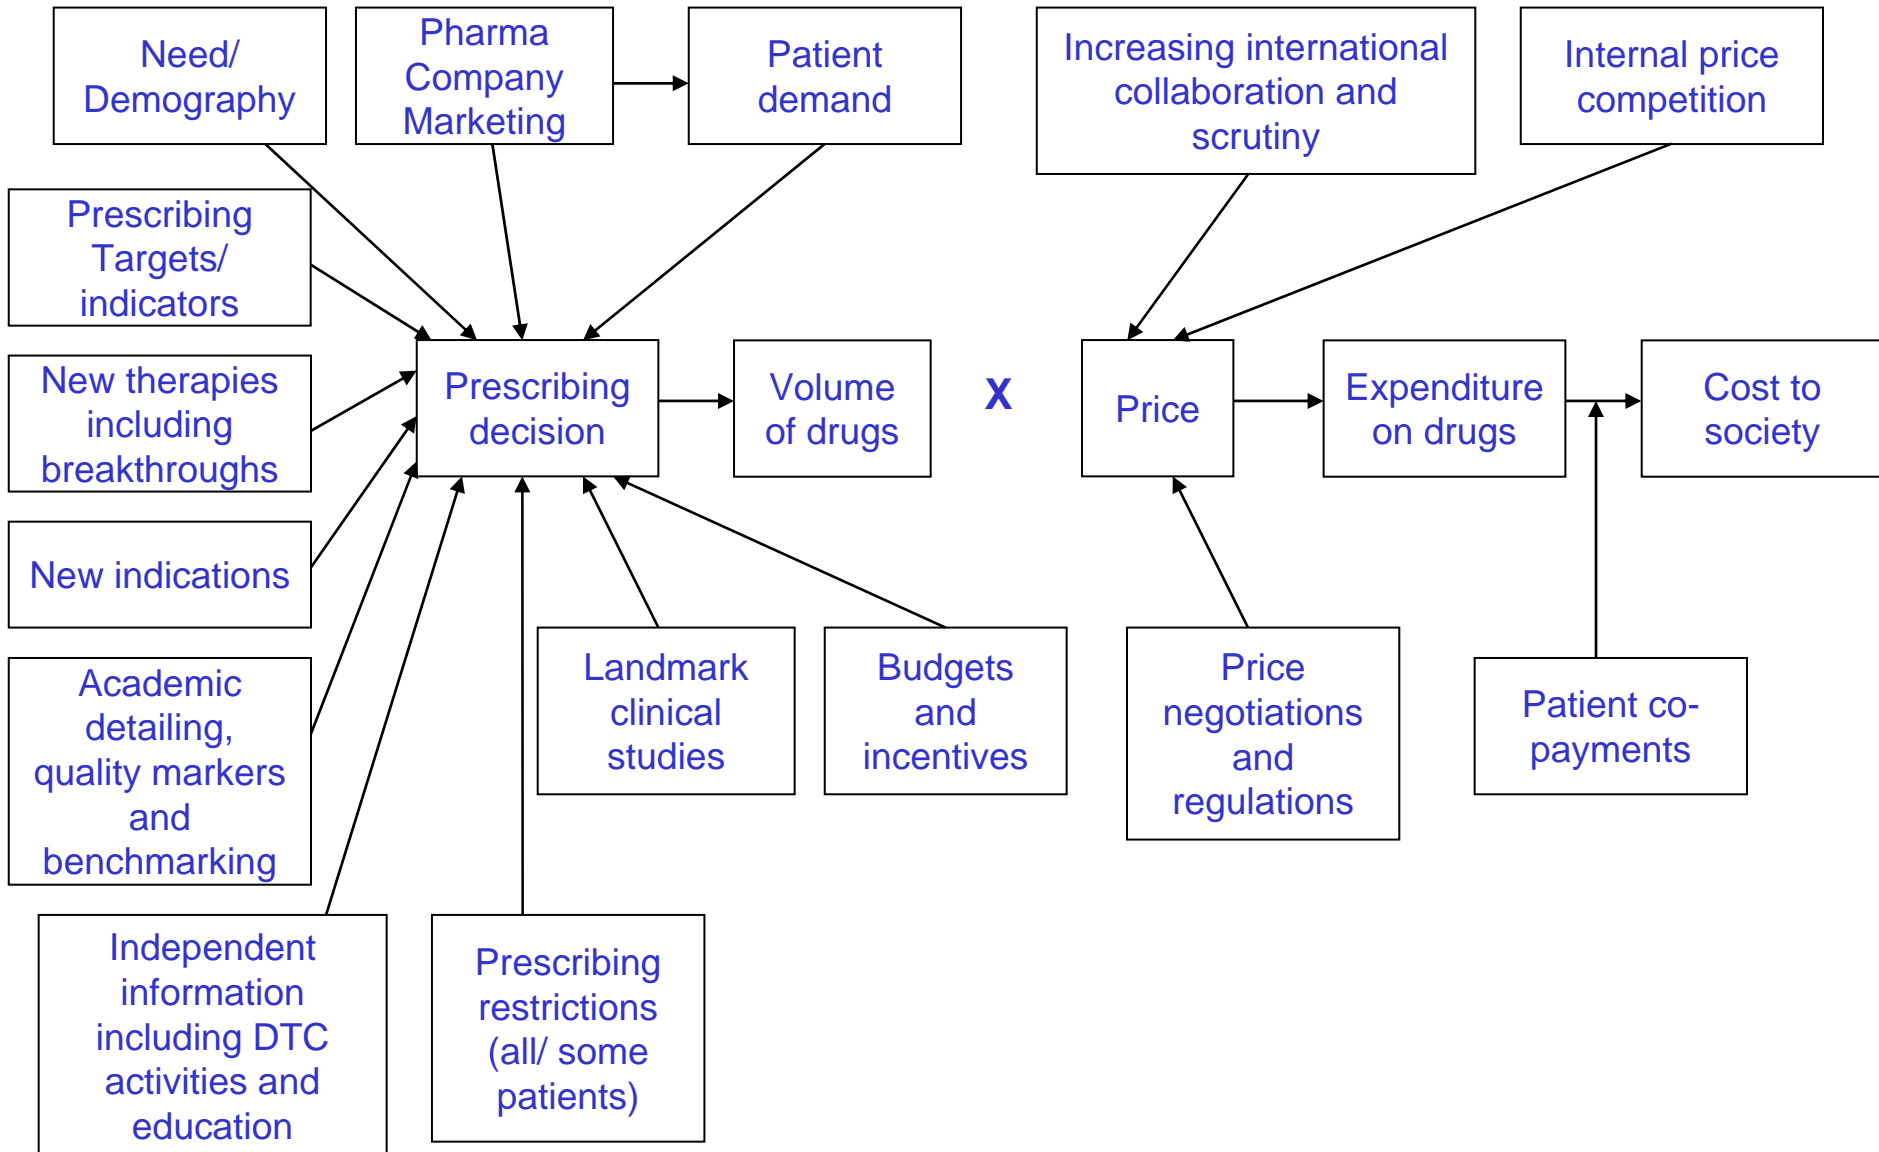 Need/
Demography
Pharma
Company
Marketing
Patient
demand
Increasing international
collaboration and
scrutiny
Internal price
competition
Prescribing
Targets/
indicators
New therapies
including
breakthroughs
Prescribing
decision
Volume
of drugs
X
Price
Expenditure
on drugs
Cost to
society
New indications
Academic
detailing,
quality markers
and
benchmarking
Landmark
clinical
studies
Budgets
and
incentives
Price
negotiations
and
regulations
Patient co-
payments
Independent
information
including DTC
activities and
education
Prescribing
restrictions
(all/ some
patients)